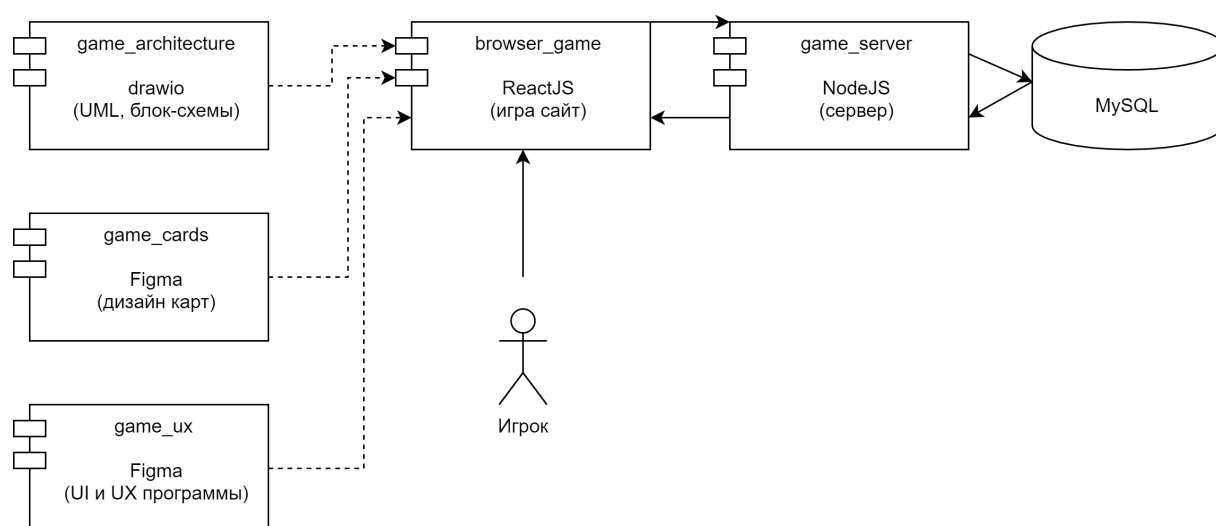 game_architecture
drawio
(UML, блок-схемы)
browser_game
ReactJS
(игра сайт)
game_server
NodeJS
(сервер)
MySQL
game_cards
Figma
(дизайн карт)
Игрок
game_ux
Figma
(UI и UX программы)